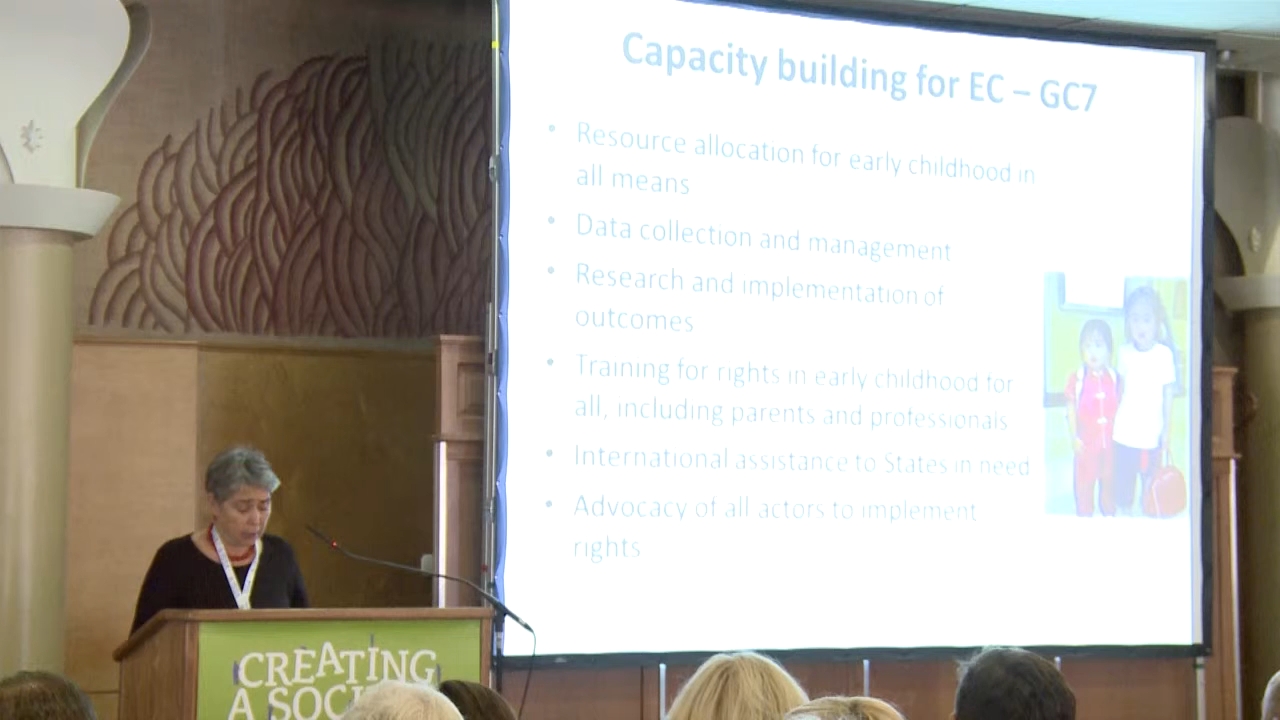 Capacity building for EC – GC7
• Resource allocation for early childhood in
all means
• Data collection and management
• Research and implementation of
outcomes
• Training for rights in early childhood for
all, including parents and professionals
• International assistance to States in need
• Advocacy of all actors to implement
rights
CREATING
A